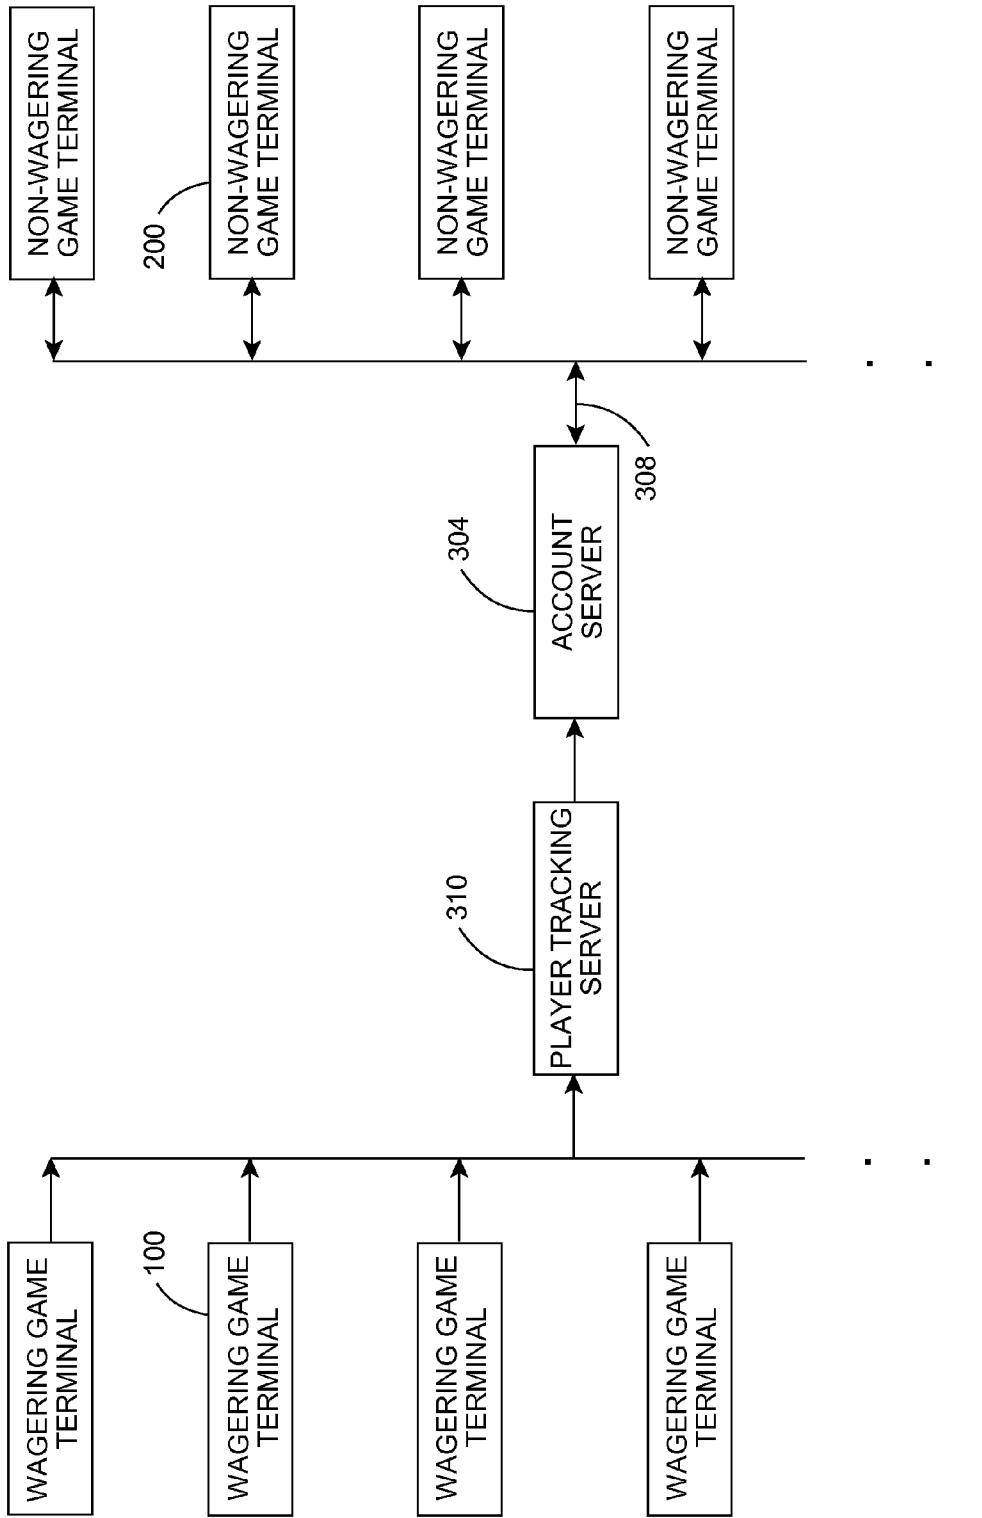 WAGERING GAME
TERMINAL
100
WAGERING GAME
TERMINAL
WAGERING GAME
TERMINAL
WAGERING GAME
TERMINAL
310
PLAYER TRACKING
SERVER
304
ACCOUNT
SERVER
308
NON-WAGERING
GAME TERMINAL
200
NON-WAGERING
GAME TERMINAL
NON-WAGERING
GAME TERMINAL
NON-WAGERING
GAME TERMINAL